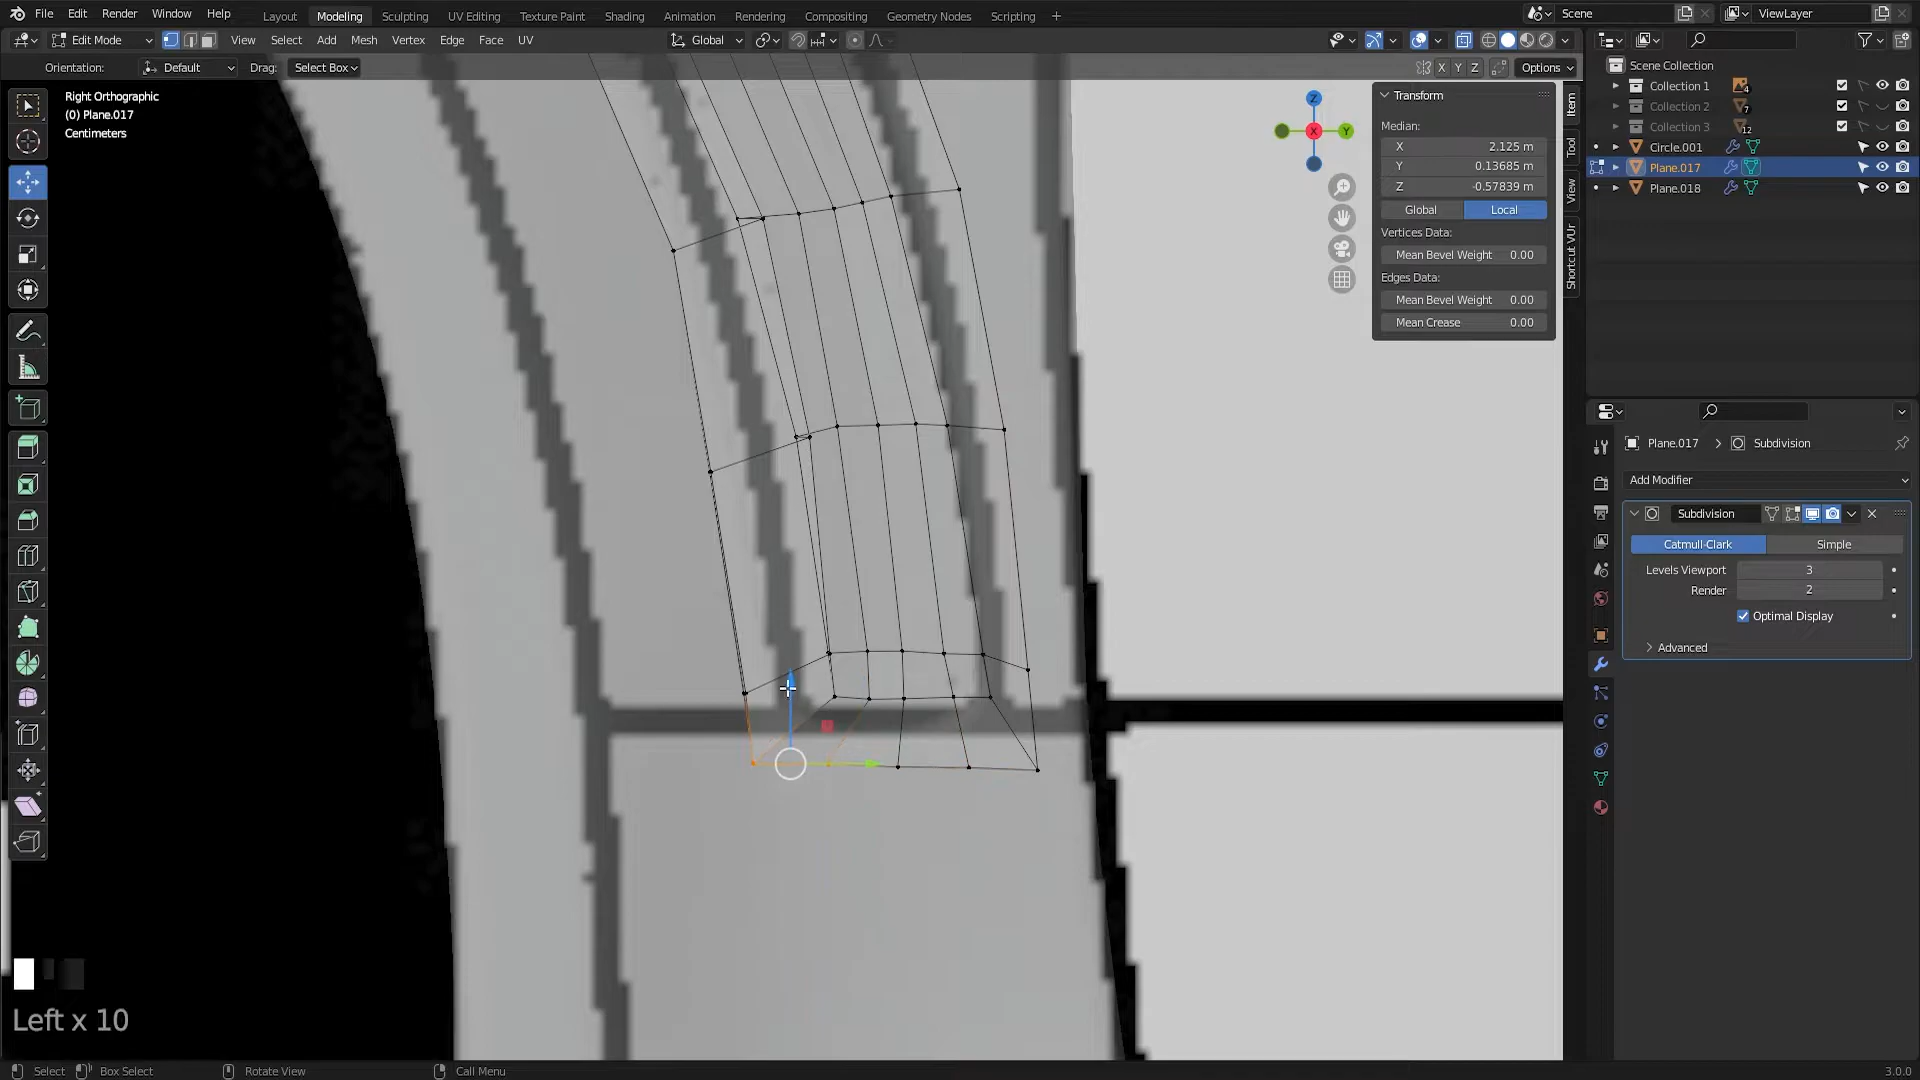 File Edit Render Window Help Layout Modeling Sculpting UV Editing Texture Paint Shading Animation Rendering Compositing Geometry Nodes Scripting + Scene ViewLayer
Edit Mode View Select Add Mesh Vertex Edge Face UV Global
Orientation: Default Drag: Select Box X Y Z Options
Right Orthographic
(0) Plane.017
Centimeters
Z
Y
X
Transform
Median:
X 2.125 m
Y 0.13685 m
Z -0.57839 m
Global Local
Vertices Data:
Mean Bevel Weight 0.00
Edges Data:
Mean Bevel Weight 0.00
Mean Crease 0.00
Item
Tool
View
Shortcut VUr
Scene Collection
Collection 1 4
Collection 2 7
Collection 3 12
Circle.001
Plane.017
Plane.018
Plane.017 > Subdivision
Add Modifier
Subdivision
Catmull-Clark Simple
Levels Viewport 3
Render 2
Optimal Display
Advanced
Left x 10
Select Box Select Rotate View Call Menu 3.0.0